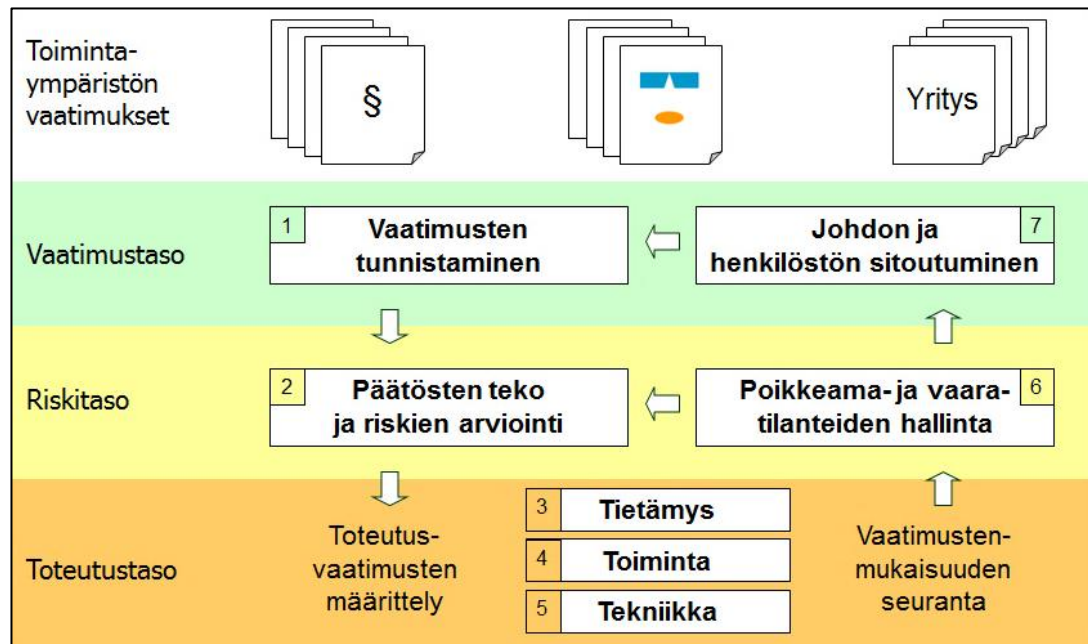 Toiminta-
ympäristön
vaatimukset
§
Yritys
Vaatimustaso
1
Vaatimusten
tunnistaminen
Johdon ja
henkilöstön sitoutuminen
7
Riskitaso
2
Päätösten teko
ja riskien arviointi
Poikkeama- ja vaara-
tilanteiden hallinta
6
Toteutustaso
Toteutus-
vaatimusten
määrittely
3
Tietämys
4
Toiminta
5
Tekniikka
Vaatimusten-
mukaisuuden
seuranta